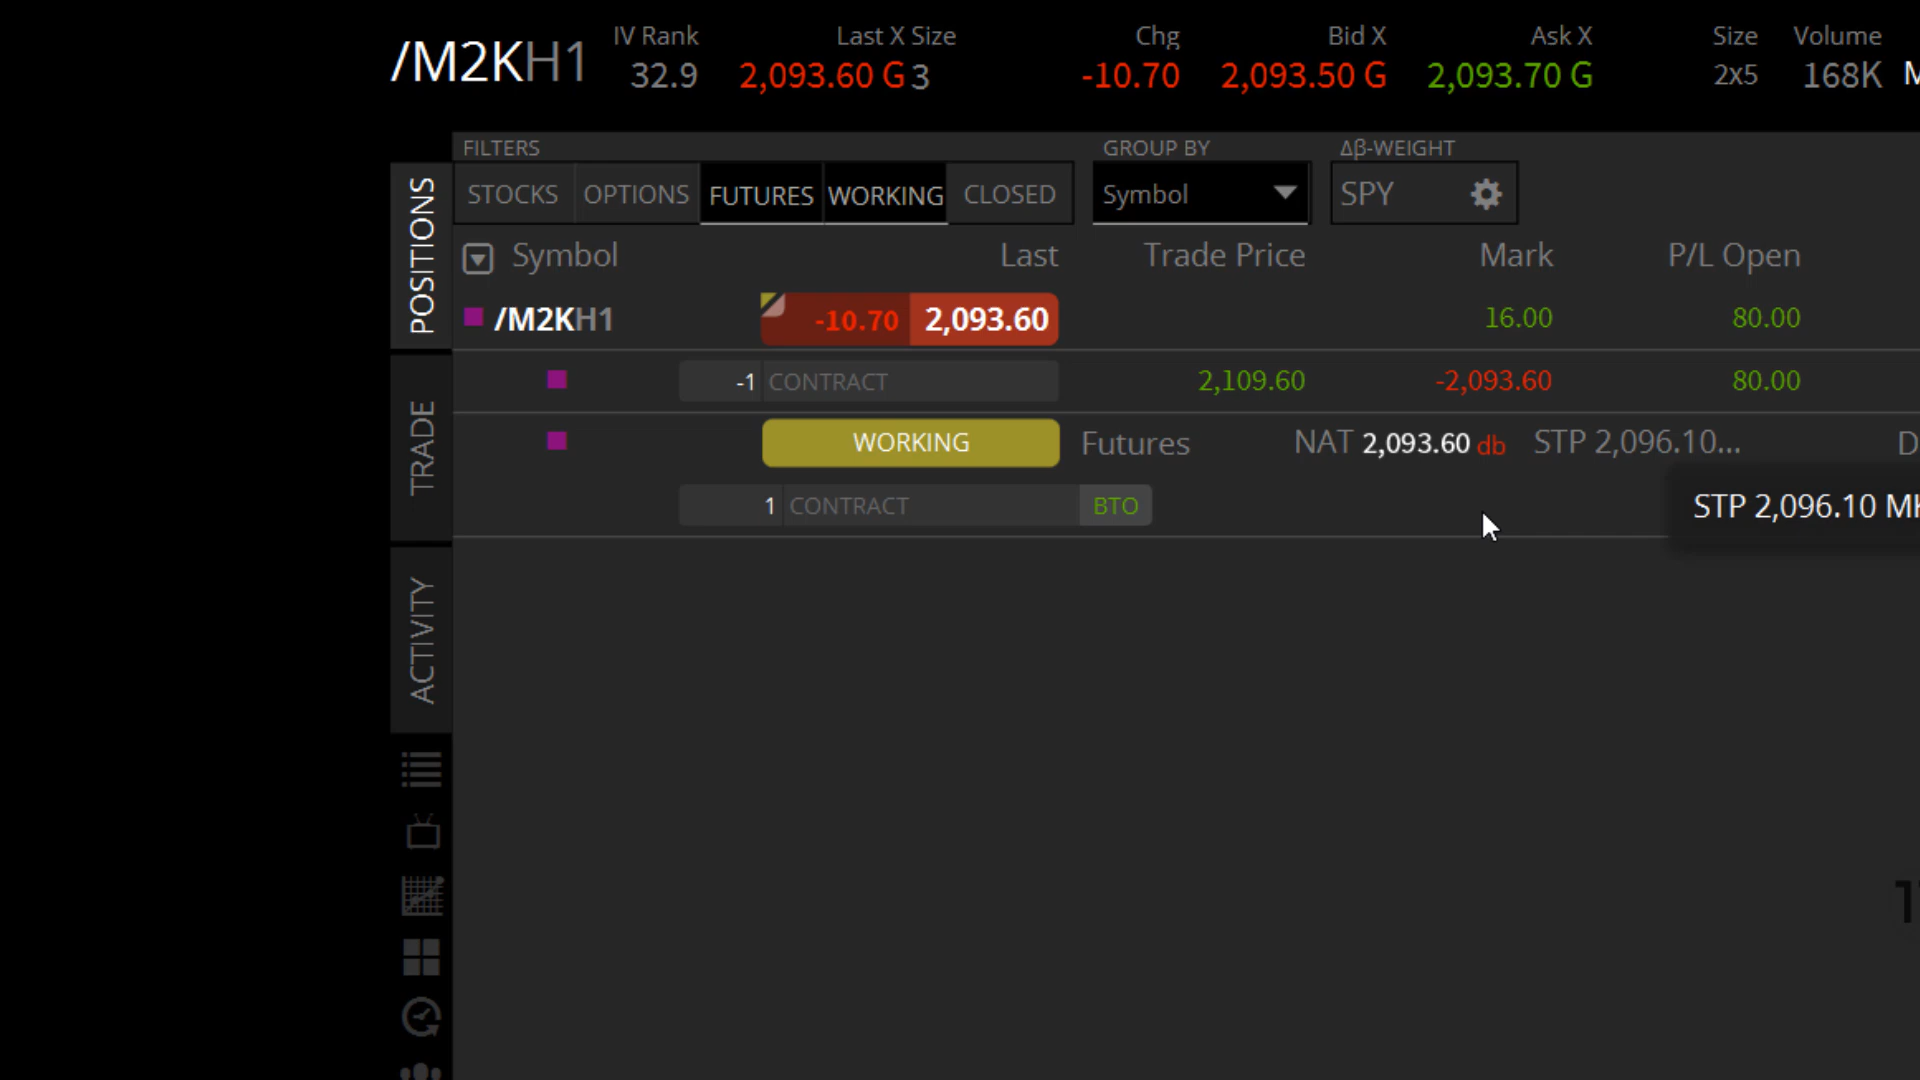 /M2KH1
IV Rank
32.9
Last X Size
2,093.60 G 3
Chg
-10.70
Bid X
2,093.50 G
Ask X
2,093.70 G
Size
2x5
Volume
168K
FILTERS
STOCKS OPTIONS FUTURES WORKING CLOSED
GROUP BY
Symbol
Δβ-WEIGHT
SPY
POSITIONS
TRADE
ACTIVITY
Symbol Last Trade Price Mark P/L Open
/M2KH1 -10.70 2,093.60 16.00 80.00
-1 CONTRACT 2,109.60 -2,093.60 80.00
WORKING Futures NAT 2,093.60 db STP 2,096.10... D
1 CONTRACT BTO
STP 2,096.10